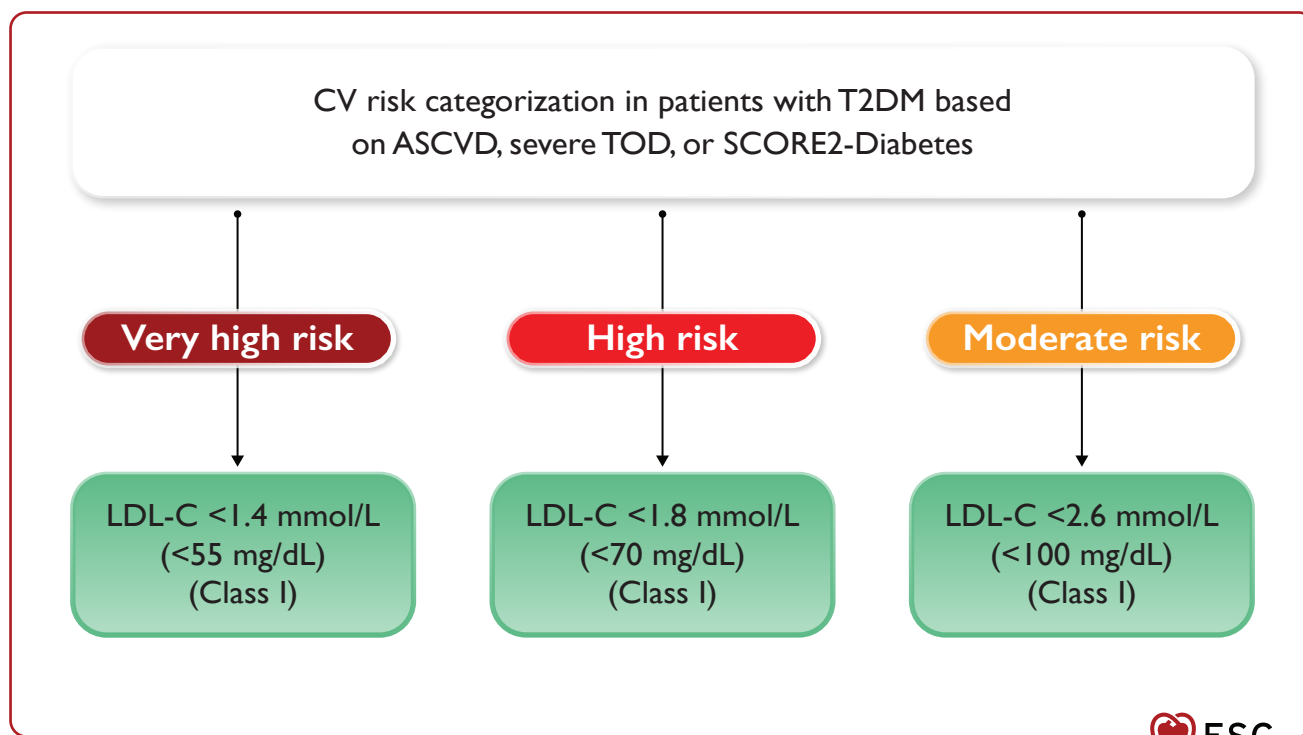 CV risk categorization in patients with T2DM based
on ASCVD, severe TOD, or SCORE2-Diabetes
Very high risk
High risk
Moderate risk
LDL-C <1.4 mmol/L
(<55 mg/dL)
(Class I)
LDL-C <1.8 mmol/L
(<70 mg/dL)
(Class I)
LDL-C <2.6 mmol/L
(<100 mg/dL)
(Class I)
ESC